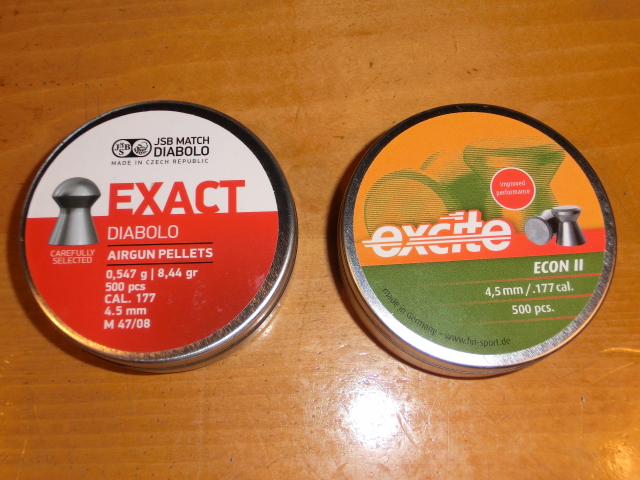 JSB
JSB MATCH
DIABOLO
MADE IN CZECH REPUBLIC
EXACT
DIABOLO
CAREFULLY
SELECTED
AIRGUN PELLETS
0,547 g | 8,44 gr
500 pcs
CAL. 177
4.5 mm
M 47/08
improved
performance
excite
ECON II
4,5 mm / .177 cal.
500 pcs.
made in Germany - www.hn-sport.de